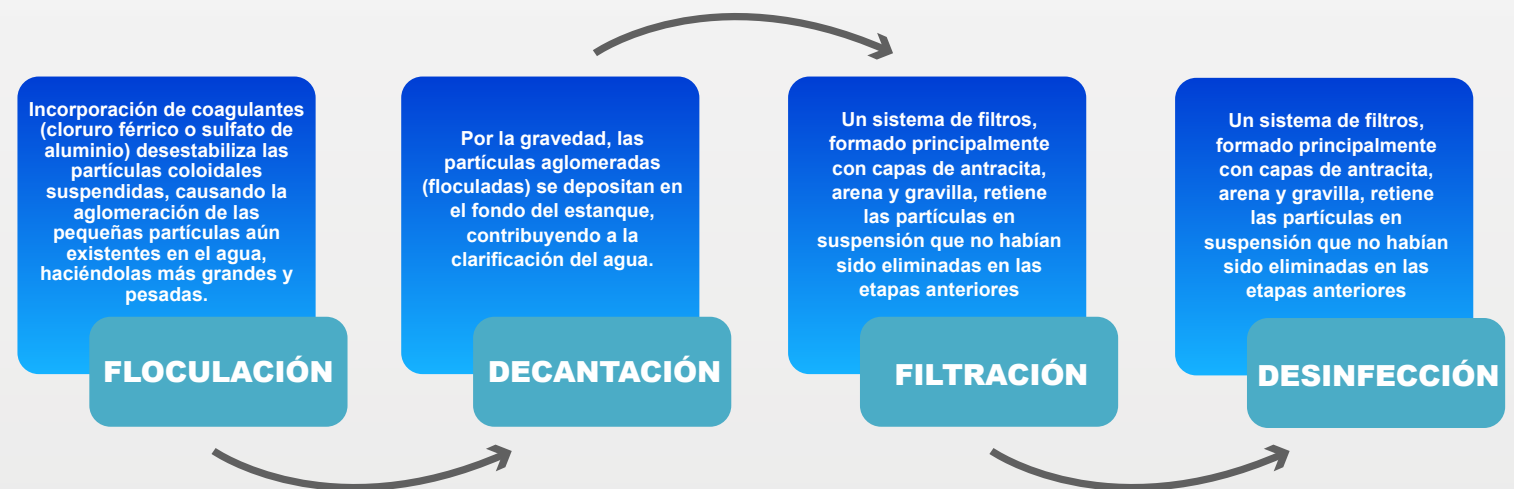 Incorporación de coagulantes
(cloruro férrico o sulfato de
aluminio) desestabiliza las
partículas coloidales
suspendidas, causando la
aglomeración de las
pequeñas partículas aún
existentes en el agua,
haciéndolas más grandes y
pesadas.
FLOCULACIÓN
Por la gravedad, las
partículas aglomeradas
(floculadas) se depositan en
el fondo del estanque,
contribuyendo a la
clarificación del agua.
DECANTACIÓN
Un sistema de filtros,
formado principalmente
con capas de antracita,
arena y gravilla, retiene
las partículas en
suspensión que no habían
sido eliminadas en las
etapas anteriores
FILTRACIÓN
Un sistema de filtros,
formado principalmente
con capas de antracita,
arena y gravilla, retiene
las partículas en
suspensión que no habían
sido eliminadas en las
etapas anteriores
DESINFECCIÓN